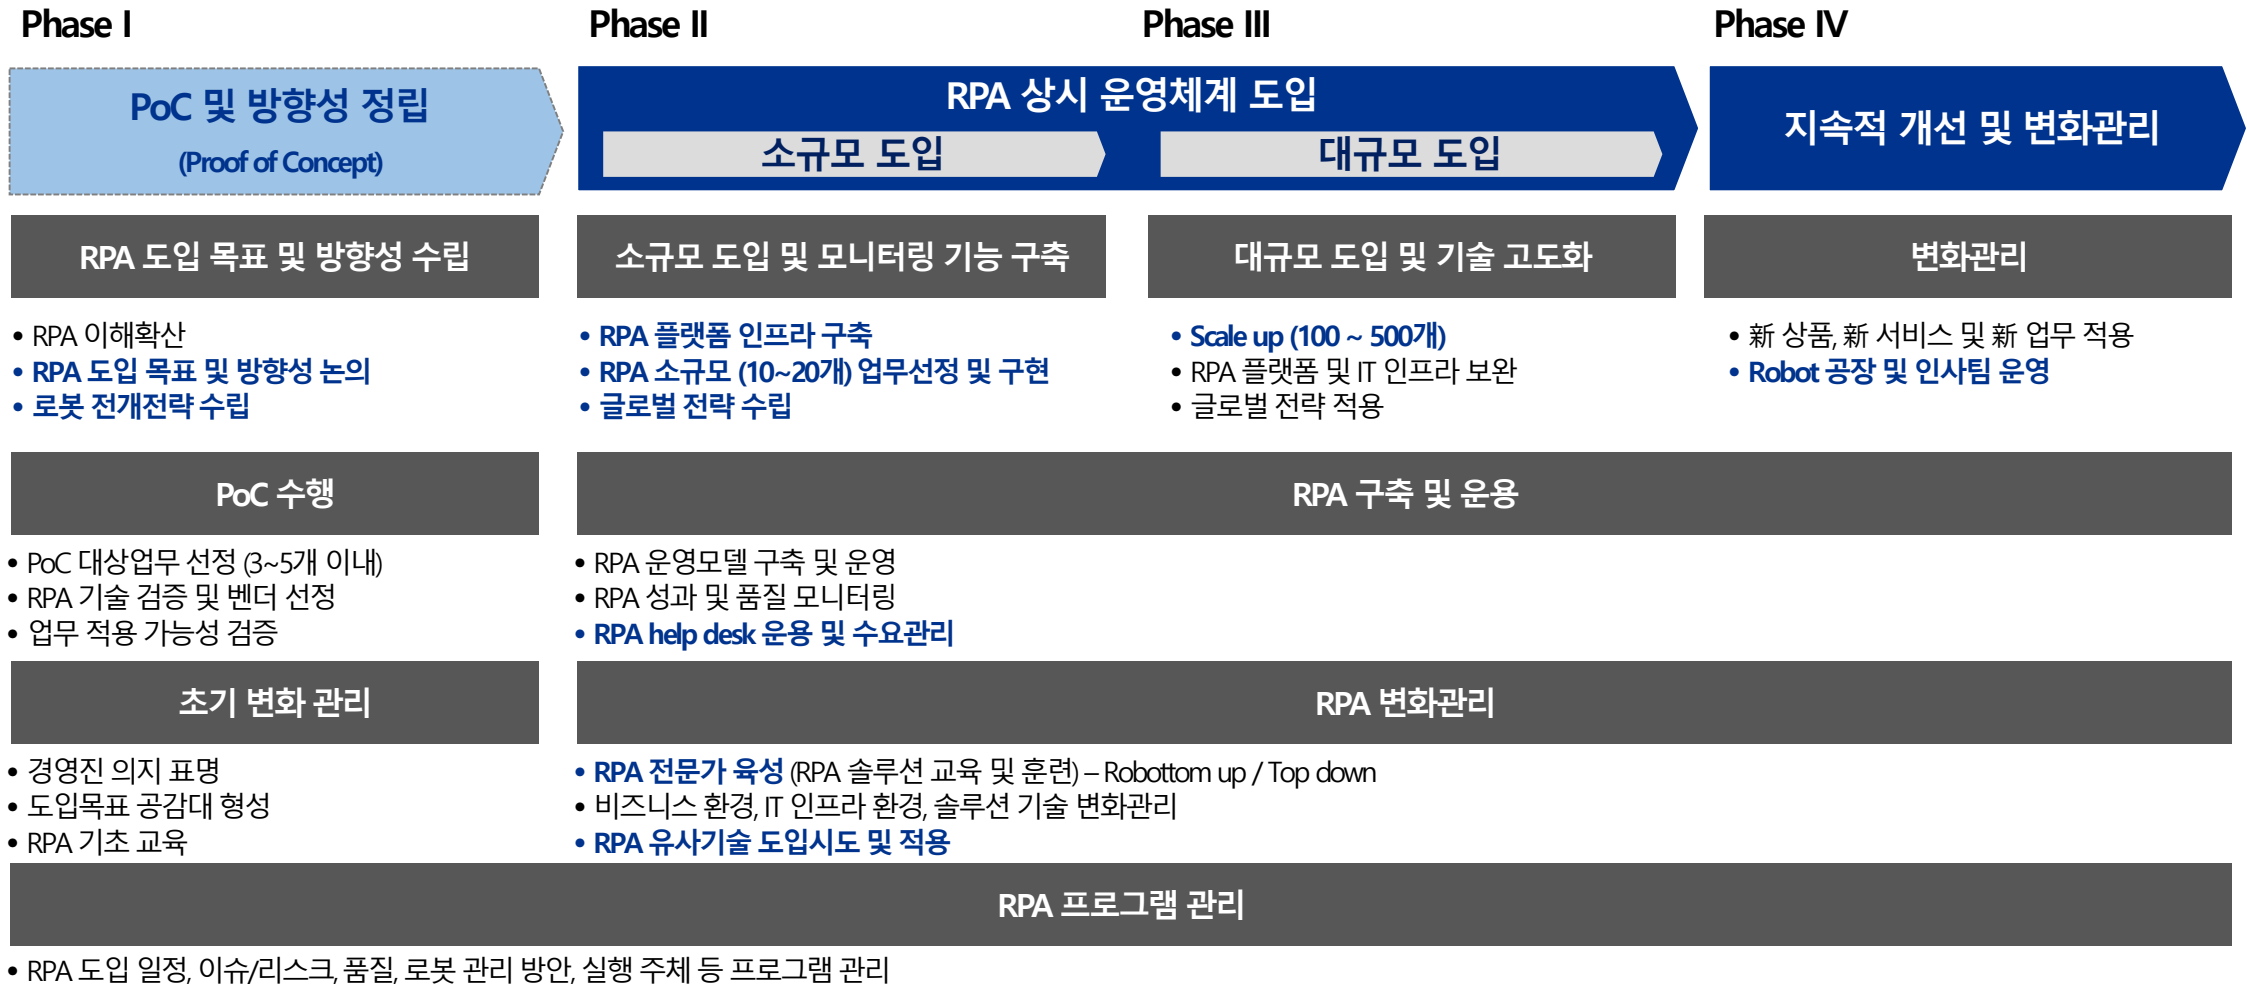 Phase I
Phase II
Phase III
Phase IV
PoC 및 방향성 정립
(Proof of Concept)
RPA 상시 운영체계 도입
소규모 도입
대규모 도입
지속적 개선 및 변화관리
RPA 도입 목표 및 방향성 수립
소규모 도입 및 모니터링 기능 구축
대규모 도입 및 기술 고도화
변화관리
• RPA 이해확산
• RPA 도입 목표 및 방향성 논의
• 로봇 전개전략 수립
• RPA 플랫폼 인프라 구축
• RPA 소규모 (10~20개) 업무선정 및 구현
• 글로벌 전략 수립
• Scale up (100 ~ 500개)
• RPA 플랫폼 및 IT 인프라 보완
• 글로벌 전략 적용
• 新 상품, 新 서비스 및 新 업무 적용
• Robot 공장 및 인사팀 운영
PoC 수행
RPA 구축 및 운용
• PoC 대상업무 선정 (3~5개 이내)
• RPA 기술 검증 및 벤더 선정
• 업무 적용 가능성 검증
• RPA 운영모델 구축 및 운영
• RPA 성과 및 품질 모니터링
• RPA help desk 운용 및 수요관리
초기 변화 관리
RPA 변화관리
• 경영진 의지 표명
• 도입목표 공감대 형성
• RPA 기초 교육
• RPA 전문가 육성 (RPA 솔루션 교육 및 훈련) – Robottom up / Top down
• 비즈니스 환경, IT 인프라 환경, 솔루션 기술 변화관리
• RPA 유사기술 도입시도 및 적용
RPA 프로그램 관리
• RPA 도입 일정, 이슈/리스크, 품질, 로봇 관리 방안, 실행 주체 등 프로그램 관리